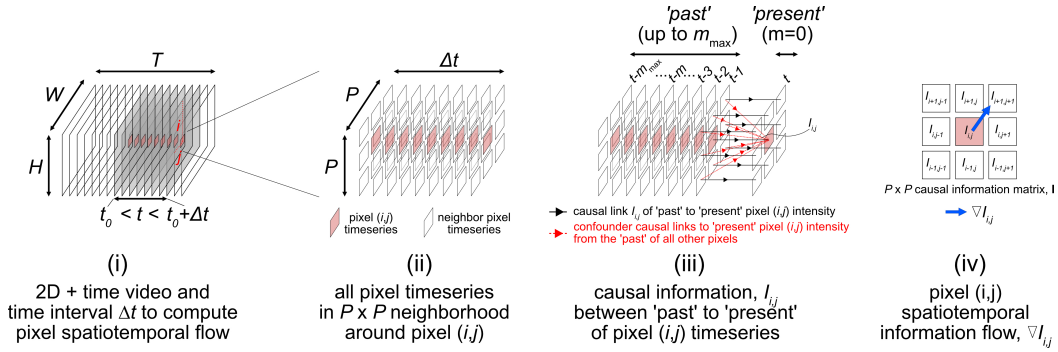 T
W
H
i
j
t0 < t < t0+Δt
(i)
2D + time video and
time interval Δt to compute
pixel spatiotemporal flow
Δt
P
P
pixel (i,j)
timeseries
neighbor pixel
timeseries
(ii)
all pixel timeseries
in P x P neighborhood
around pixel (i,j)
'past'
(up to mmax)
'present'
(m=0)
t-mmax ..... t-m ..... t-3 t-2 t-1 t
Ii,j
causal link Ii,j of 'past' to 'present' pixel (i,j) intensity
confounder causal links to 'present' pixel (i,j) intensity
from the 'past' of all other pixels
(iii)
causal information, Ii,j
between 'past' to 'present'
of pixel (i,j) timeseries
Ii+1,j-1 Ii+1,j Ii+1,j+1
Ii,j-1 Ii,j Ii,j+1
Ii-1,j-1 Ii-1,j Ii-1,j+1
P x P causal information matrix, I
∇Ii,j
(iv)
pixel (i,j)
spatiotemporal
information flow, ∇Ii,j